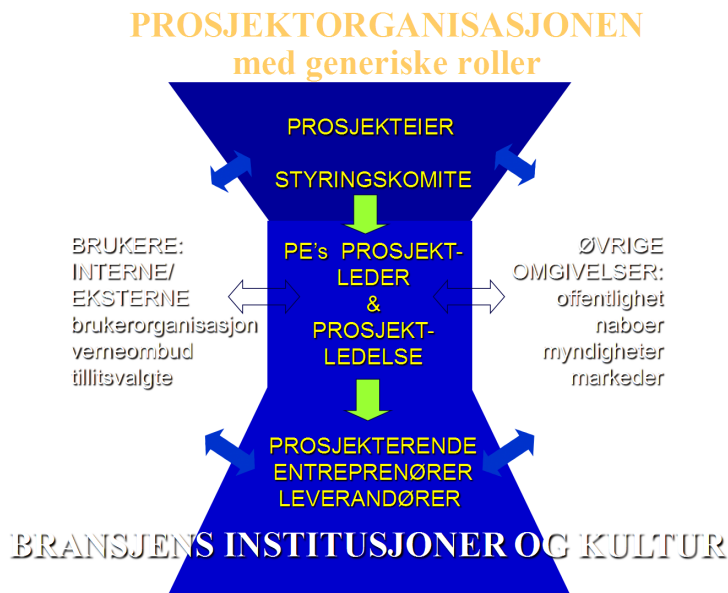 PROSJEKTORGANISASJONEN
med generiske roller
PROSJEKTEIER
STYRINGSKOMITE
BRUKERE:
INTERNE/
EKSTERNE
brukerorganisasjon
verneombud
tillitsvalgte
PE's PROSJEKT-
LEDER
&
PROSJEKT-
LEDELSE
ØVRIGE
OMGIVELSER:
offentlighet
naboer
myndigheter
markeder
PROSJEKTERENDE
ENTREPRENØRER
LEVERANDØRER
BRANSJENS INSTITUSJONER OG KULTUR